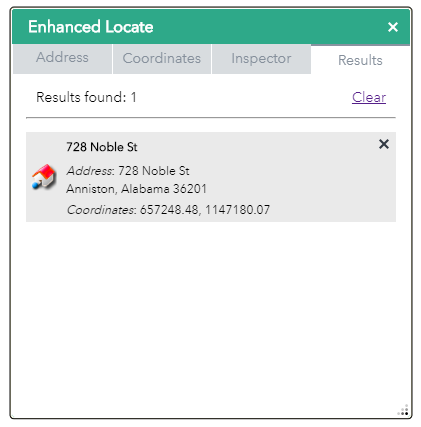 Enhanced Locate ×
Address Coordinates Inspector Results
Results found: 1 Clear
728 Noble St ×
Address: 728 Noble St
Anniston, Alabama 36201
Coordinates: 657248.48, 1147180.07